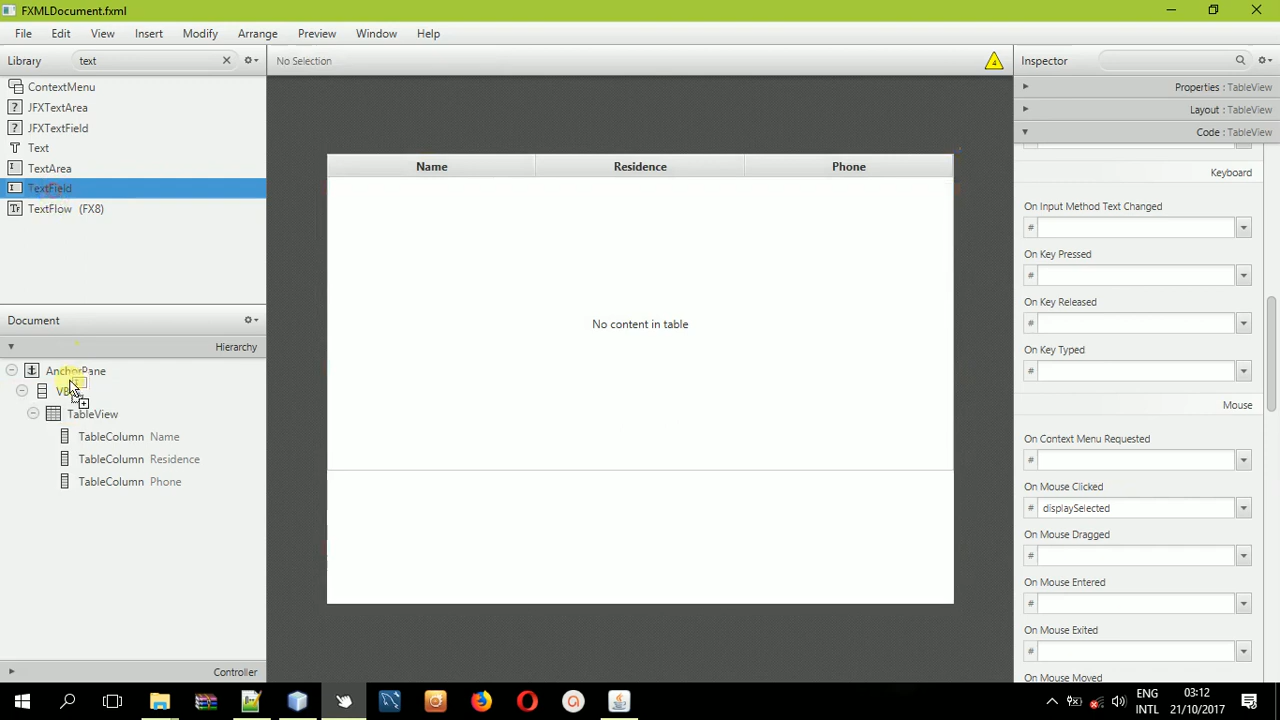 FXMLDocument.fxml
File Edit View Insert Modify Arrange Preview Window Help
Library text
No Selection
4
Inspector
ContextMenu
JFXTextArea
JFXTextField
Text
TextArea
TextField
TextFlow (FX8)
Document
Hierarchy
AnchorPane
TableView
TableColumn Name
TableColumn Residence
TableColumn Phone
Controller
Name Residence Phone
No content in table
Properties : TableView
Layout : TableView
Code : TableView
Keyboard
On Input Method Text Changed
#
On Key Pressed
#
On Key Released
#
On Key Typed
#
Mouse
On Context Menu Requested
#
On Mouse Clicked
# displaySelected
On Mouse Dragged
#
On Mouse Entered
#
On Mouse Exited
#
On Mouse Moved
ENG
INTL
03:12
21/10/2017